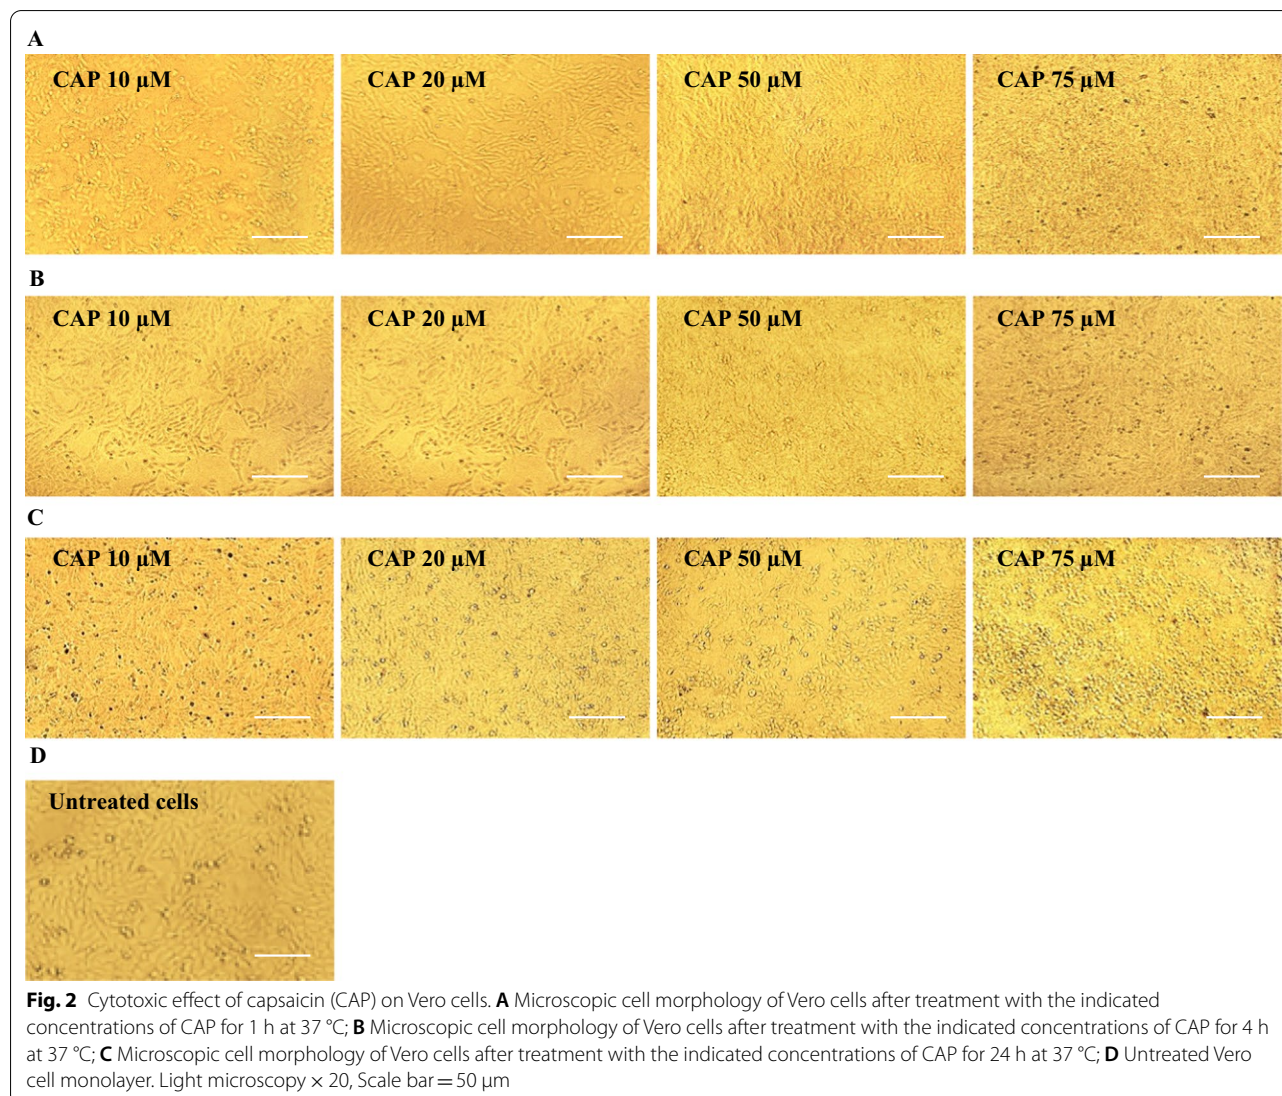 A
CAP 10 µM
CAP 20 µM
CAP 50 µM
CAP 75 µM
B
CAP 10 µM
CAP 20 µM
CAP 50 µM
CAP 75 µM
C
CAP 10 µM
CAP 20 µM
CAP 50 µM
CAP 75 µM
D
Untreated cells
Fig. 2 Cytotoxic effect of capsaicin (CAP) on Vero cells. A Microscopic cell morphology of Vero cells after treatment with the indicated
concentrations of CAP for 1 h at 37 °C; B Microscopic cell morphology of Vero cells after treatment with the indicated concentrations of CAP for 4 h
at 37 °C; C Microscopic cell morphology of Vero cells after treatment with the indicated concentrations of CAP for 24 h at 37 °C; D Untreated Vero
cell monolayer. Light microscopy × 20, Scale bar = 50 µm